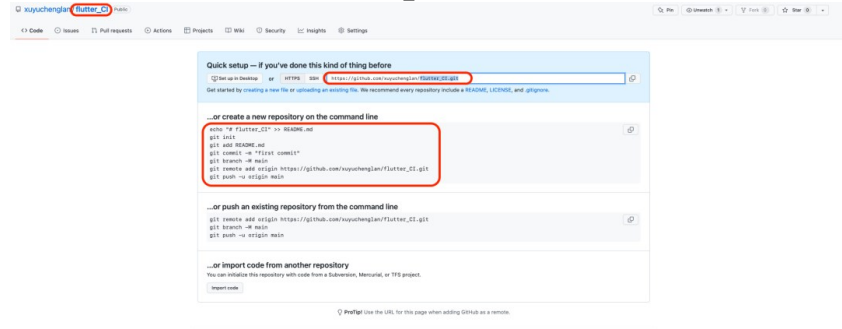 xuyuchenglan/flutter_CI Public
Pin Unwatch 1 Fork 0 Star 0
Code Issues Pull requests Actions Projects Wiki Security Insights Settings
Quick setup — if you've done this kind of thing before
Set up in Desktop or HTTPS SSH https://github.com/xuyuchenglan/flutter_CI.git
Get started by creating a new file or uploading an existing file. We recommend every repository include a README, LICENSE, and .gitignore.
...or create a new repository on the command line
echo "# flutter_CI" >> README.md
git init
git add README.md
git commit -m "first commit"
git branch -M main
git remote add origin https://github.com/xuyuchenglan/flutter_CI.git
git push -u origin main
...or push an existing repository from the command line
git remote add origin https://github.com/xuyuchenglan/flutter_CI.git
git branch -M main
git push -u origin main
...or import code from another repository
You can initialize this repository with code from a Subversion, Mercurial, or TFS project.
Import code
ProTip! Use the URL for this page when adding GitHub as a remote.